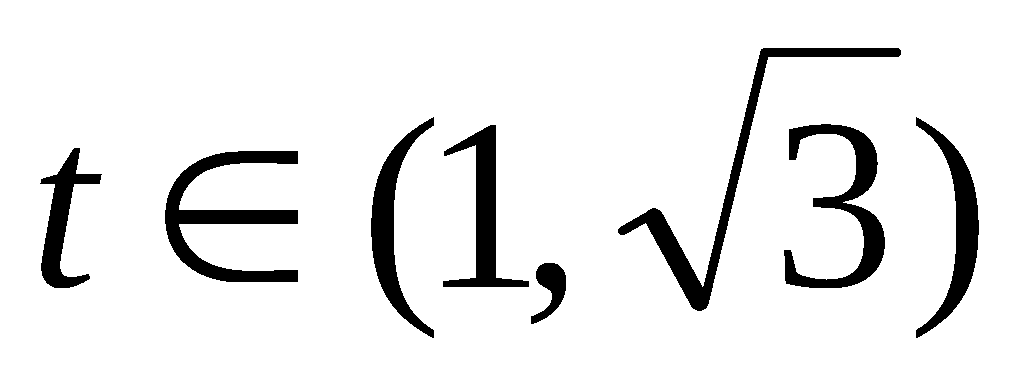 t ∈ (1, √3)